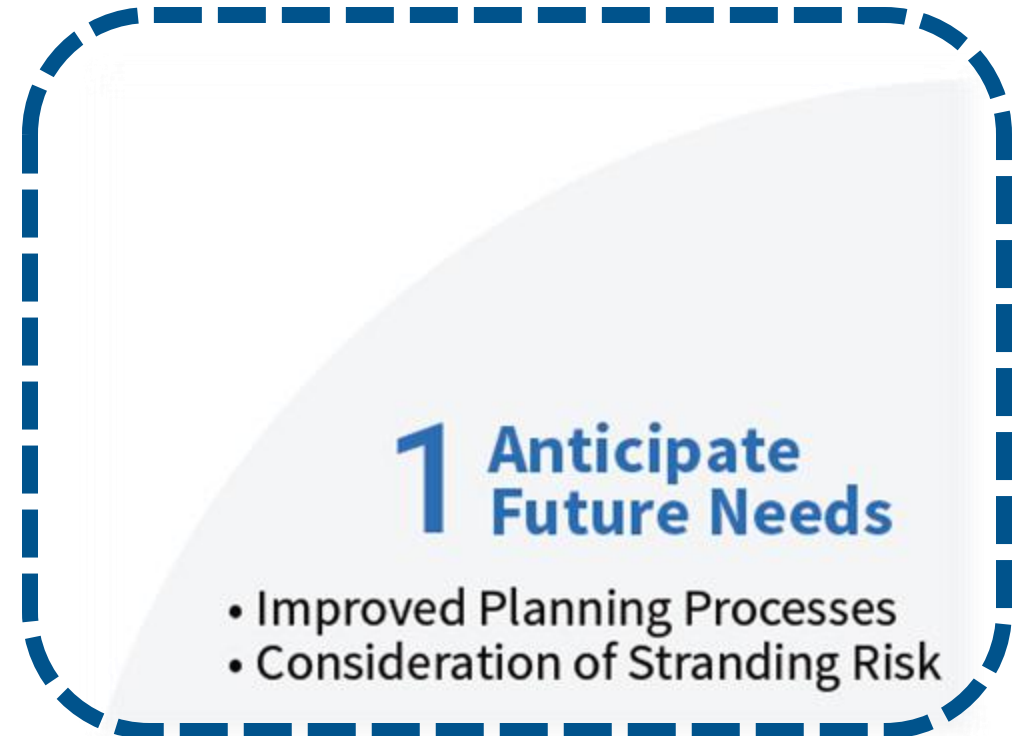 1 Anticipate
Future Needs
• Improved Planning Processes
• Consideration of Stranding Risk